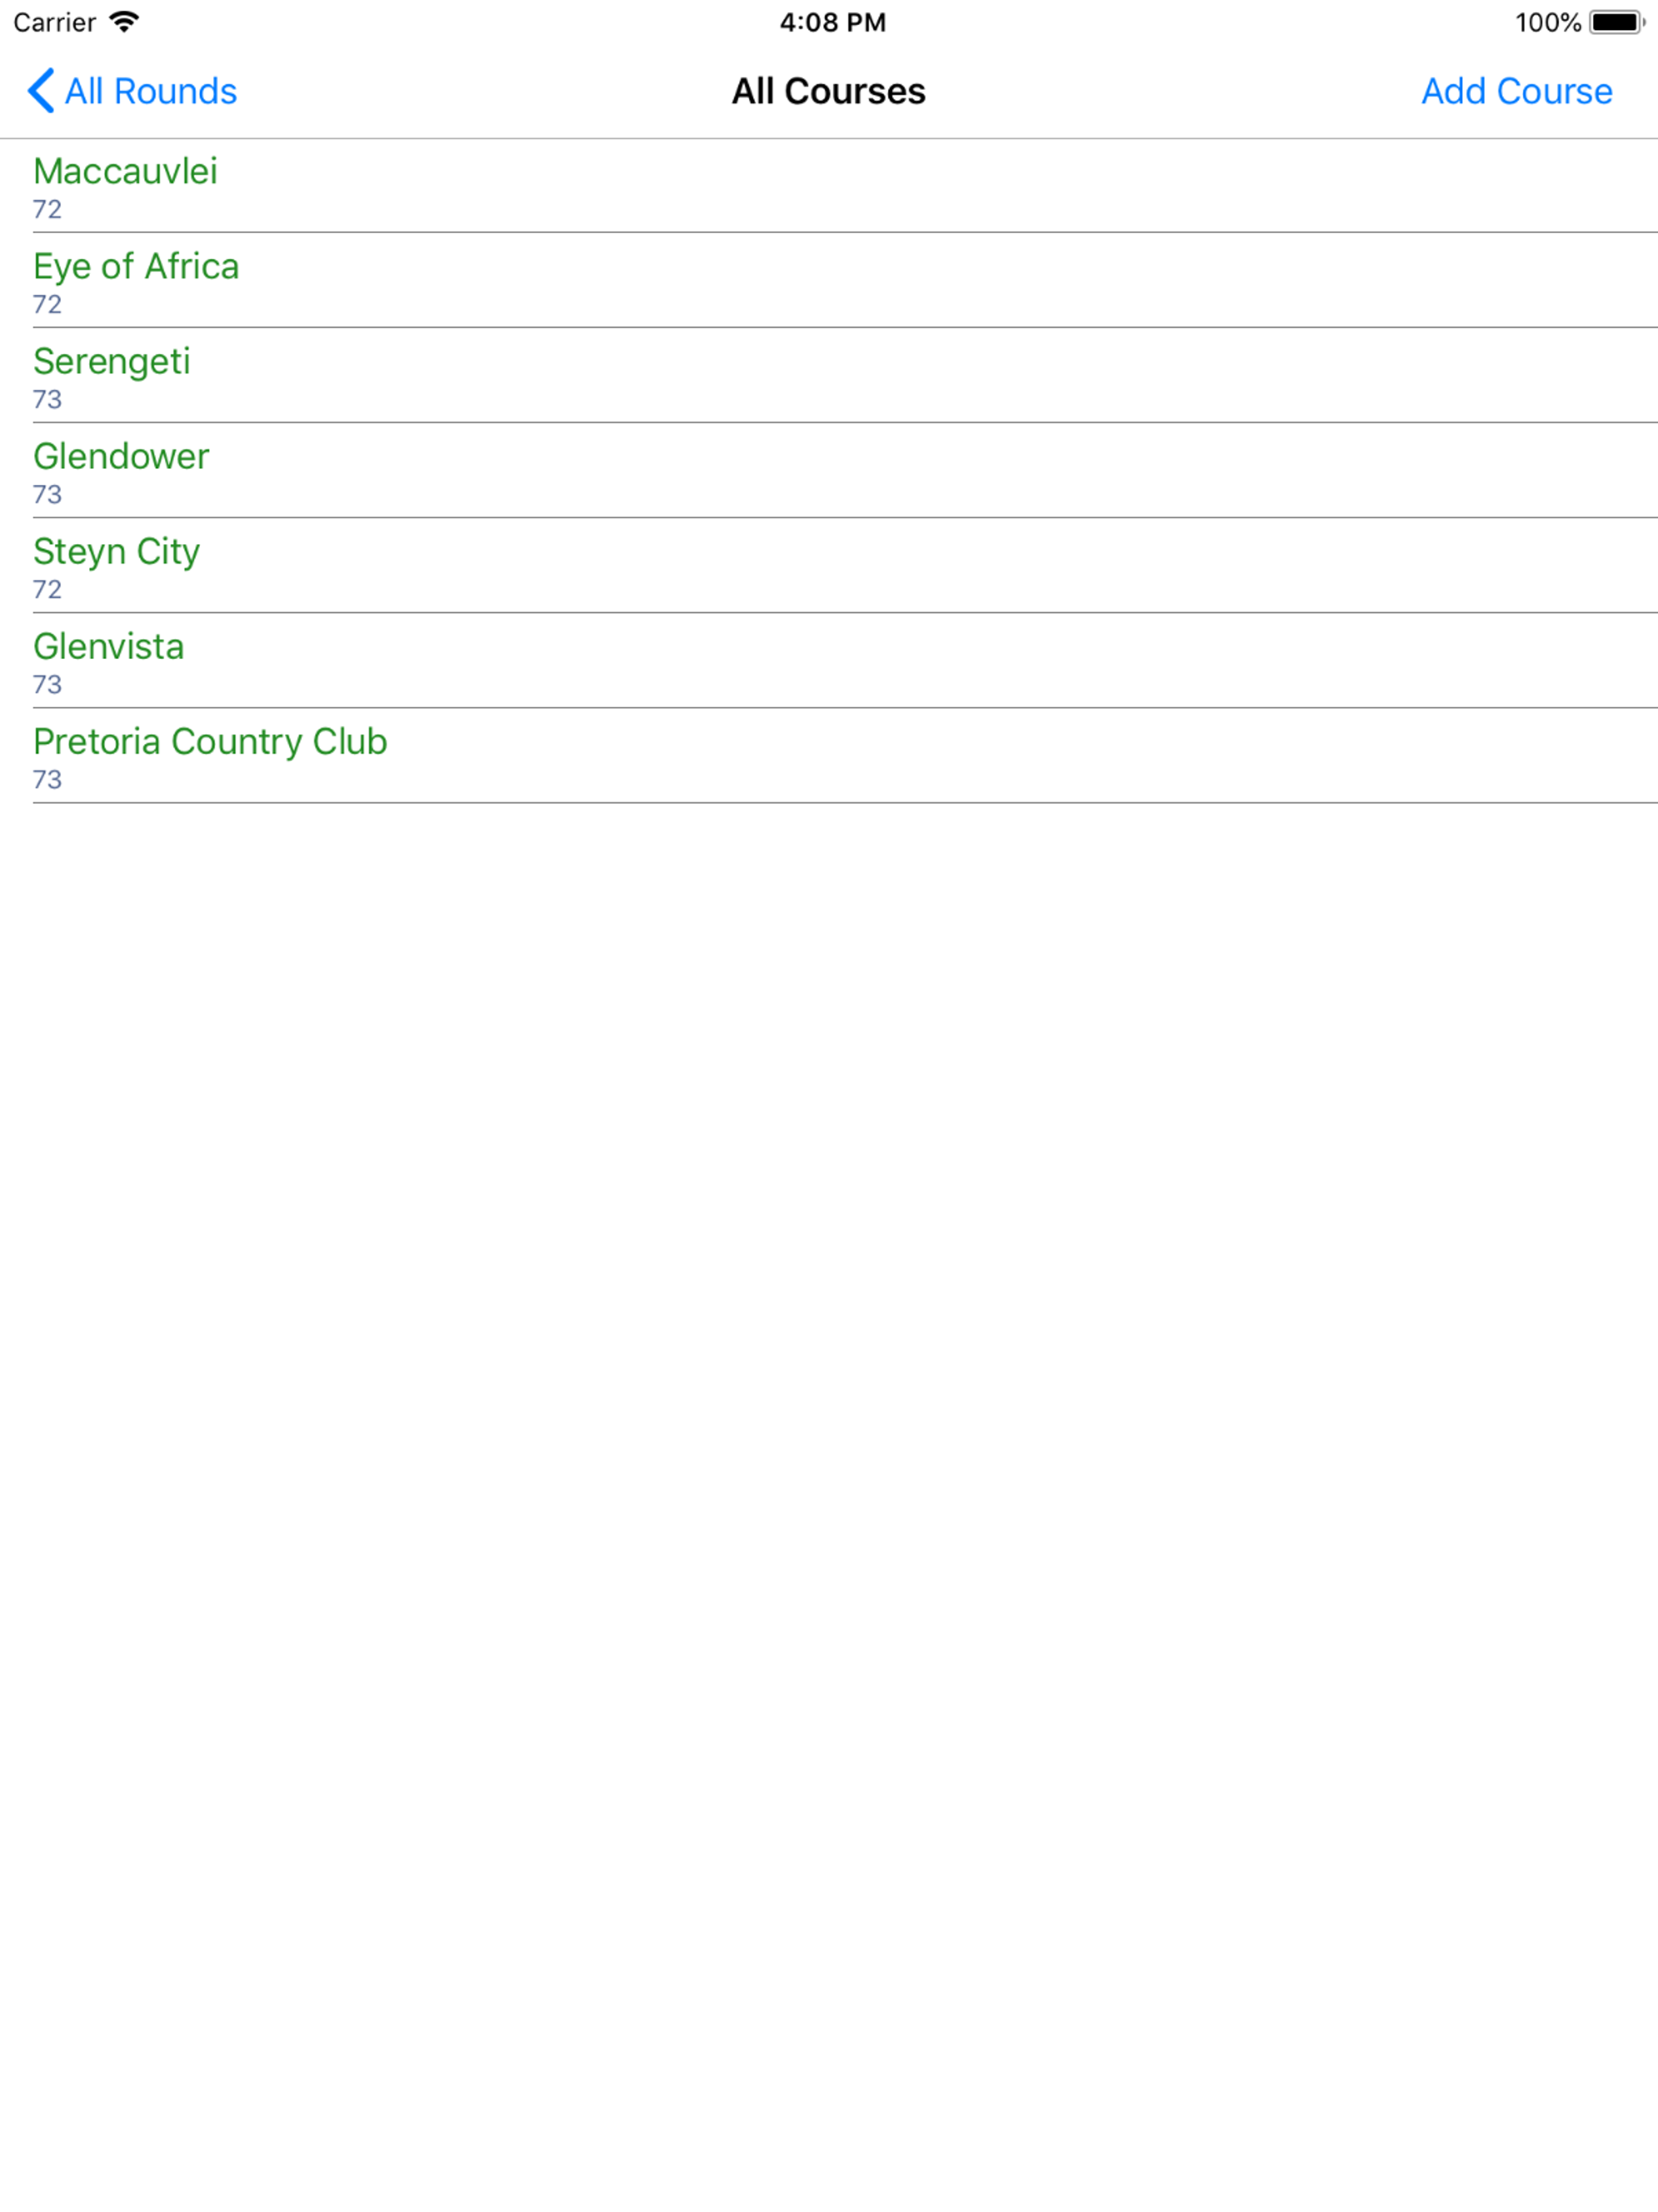 Carrier 4:08 PM 100%
All Rounds All Courses Add Course
Maccauvlei
72
Eye of Africa
72
Serengeti
73
Glendower
73
Steyn City
72
Glenvista
73
Pretoria Country Club
73